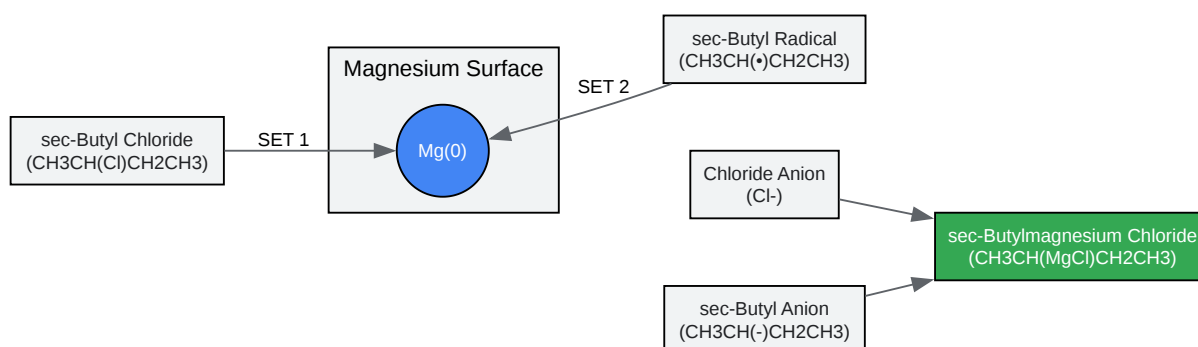 sec-Butyl Radical
(CH3CH(•)CH2CH3)
Magnesium Surface
SET 2
sec-Butyl Chloride
(CH3CH(Cl)CH2CH3)
SET 1
Mg(0)
Chloride Anion
(Cl-)
sec-Butylmagnesium Chloride
(CH3CH(MgCl)CH2CH3)
sec-Butyl Anion
(CH3CH(-)CH2CH3)